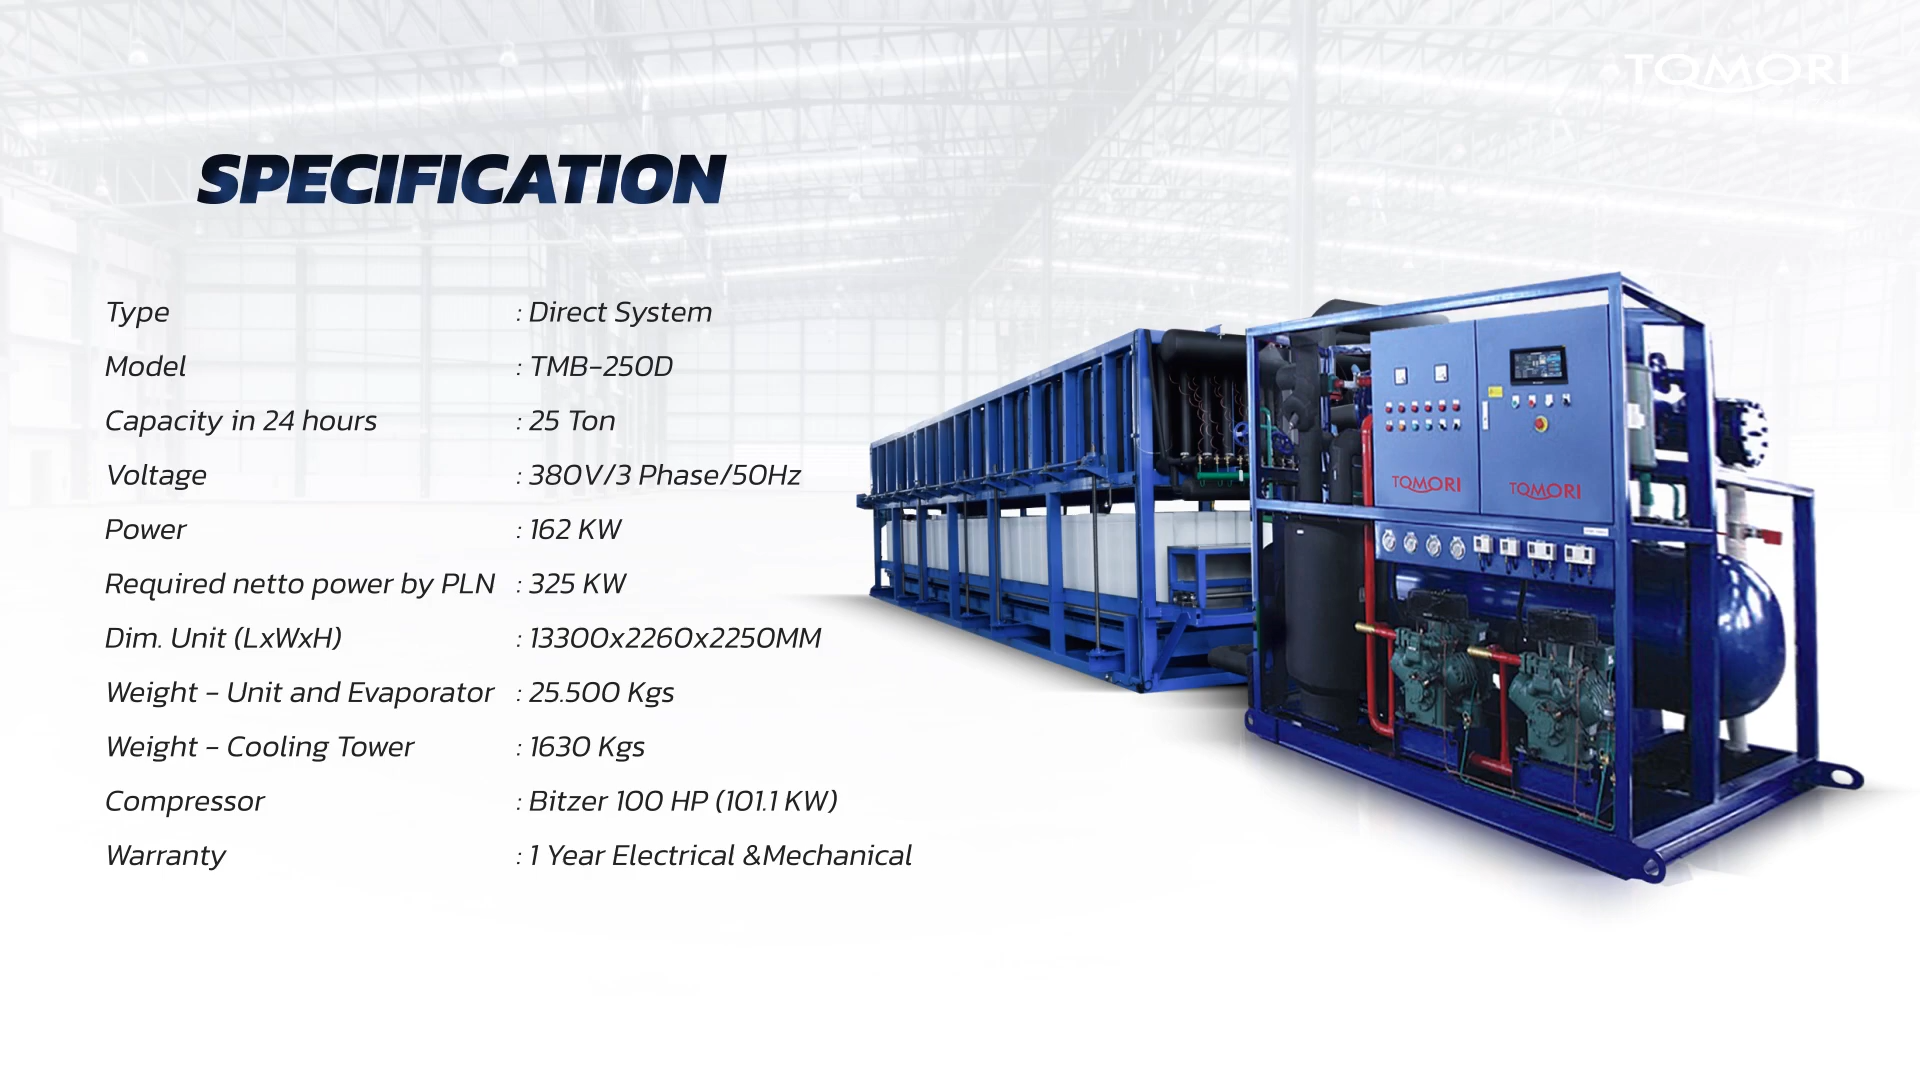 TOMORI
SPECIFICATION
Type : Direct System
Model : TMB-250D
Capacity in 24 hours : 25 Ton
Voltage : 380V/3 Phase/50Hz
Power : 162 KW
Required netto power by PLN : 325 KW
Dim. Unit (LxWxH) : 13300x2260x2250MM
Weight - Unit and Evaporator : 25.500 Kgs
Weight - Cooling Tower : 1630 Kgs
Compressor : Bitzer 100 HP (101.1 KW)
Warranty : 1 Year Electrical &Mechanical
TOMORI
TOMORI